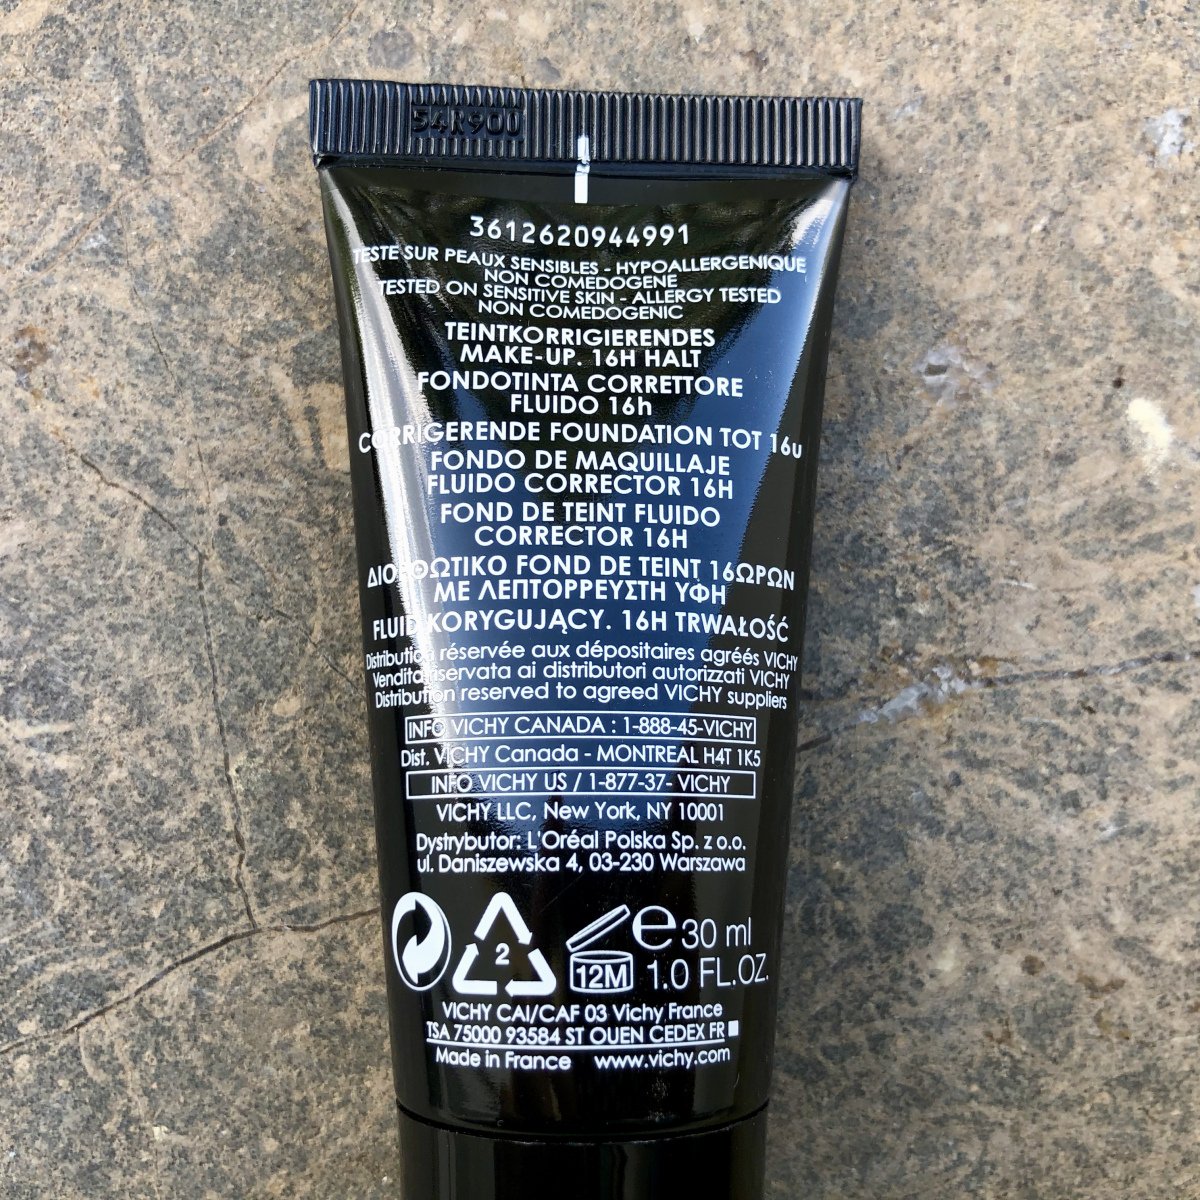 54R900
3612620944991
TESTE SUR PEAUX SENSIBLES - HYPOALLERGENIQUE
NON COMEDOGENE
TESTED ON SENSITIVE SKIN - ALLERGY TESTED
NON COMEDOGENIC
TEINTKORRIGIERENDES
MAKE-UP. 16H HALT
FONDOTINTA CORRETTORE
FLUIDO 16h
CORRIGERENDE FOUNDATION TOT 16u
FONDO DE MAQUILLAJE
FLUIDO CORRECTOR 16H
FOND DE TEINT FLUIDO
CORRECTOR 16H
ΔΙΟΡΘΩΤΙΚΟ FOND DE TEINT 16ΩΡΩΝ
ΜΕ ΛΕΠΤΟΡΡΕΥΣΤΗ ΥΦΗ
FLUID KORYGUJĄCY. 16H TRWAŁOŚĆ
Distribution réservée aux dépositaires agréés VICHY
Vendita riservata ai distributori autorizzati VICHY
Distribution reserved to agreed VICHY suppliers
INFO VICHY CANADA : 1-888-45-VICHY
Dist. VICHY Canada - MONTREAL H4T 1K5
INFO VICHY US / 1-877-37- VICHY
VICHY LLC, New York, NY 10001
Dystrybutor: L'Oréal Polska Sp. z o.o.
ul. Daniszewska 4, 03-230 Warszawa
2
12M
e 30 ml
1.0 FL.OZ.
VICHY CAI/CAF 03 Vichy France
TSA 75000 93584 ST OUEN CEDEX FR
Made in France www.vichy.com